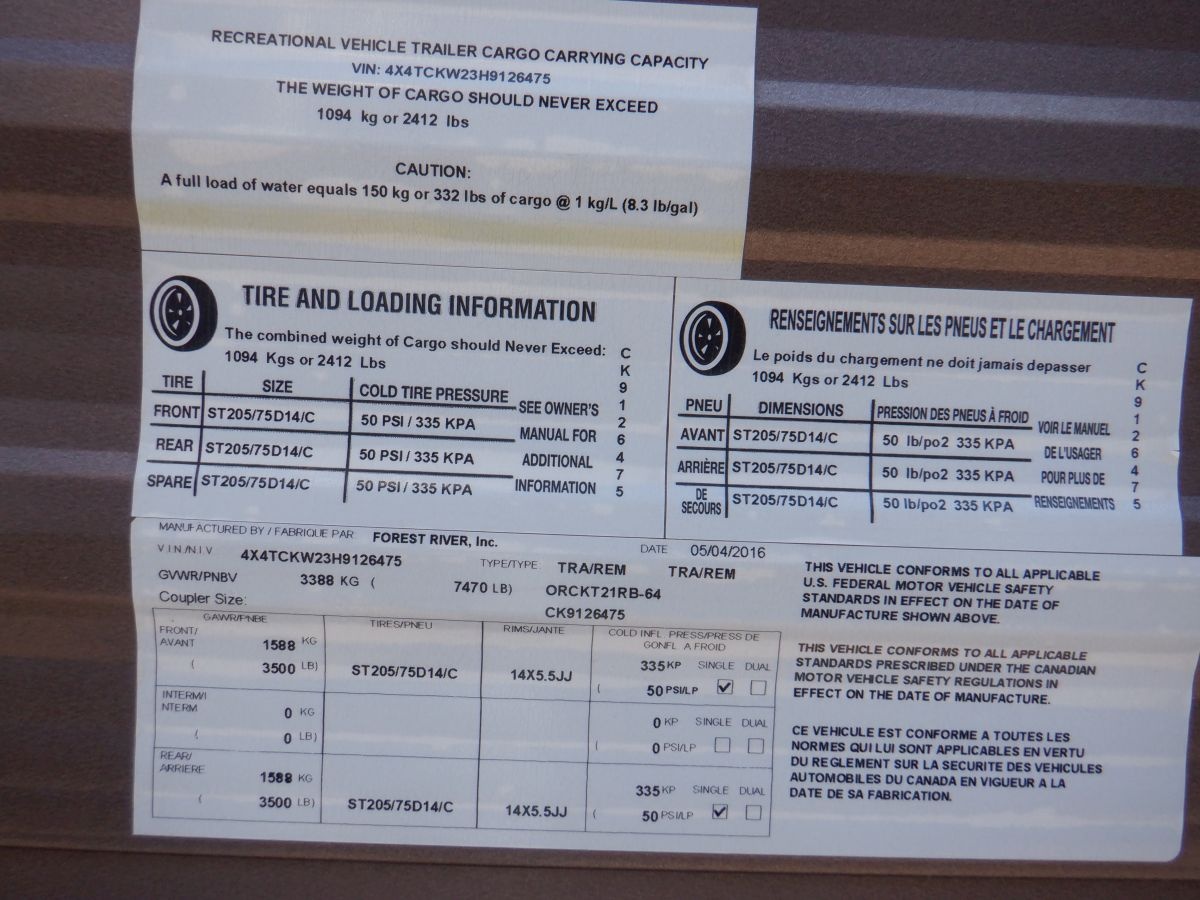 RECREATIONAL VEHICLE TRAILER CARGO CARRYING CAPACITY
VIN: 4X4TCKW23H9126475
THE WEIGHT OF CARGO SHOULD NEVER EXCEED
1094 kg or 2412 lbs
CAUTION:
A full load of water equals 150 kg or 332 lbs of cargo @ 1 kg/L (8.3 lb/gal)
TIRE AND LOADING INFORMATION
The combined weight of Cargo should Never Exceed:
1094 Kgs or 2412 Lbs
TIRE SIZE COLD TIRE PRESSURE
FRONT ST205/75D14/C 50 PSI / 335 KPA
REAR ST205/75D14/C 50 PSI / 335 KPA
SPARE ST205/75D14/C 50 PSI / 335 KPA
SEE OWNER'S
MANUAL FOR
ADDITIONAL
INFORMATION
CK9126475
RENSEIGNEMENTS SUR LES PNEUS ET LE CHARGEMENT
Le poids du chargement ne doit jamais depasser
1094 Kgs or 2412 Lbs
PNEU DIMENSIONS PRESSION DES PNEUS À FROID
AVANT ST205/75D14/C 50 lb/po2 335 KPA
ARRIÈRE ST205/75D14/C 50 lb/po2 335 KPA
DE SECOURS ST205/75D14/C 50 lb/po2 335 KPA
VOIR LE MANUEL
DE L'USAGER
POUR PLUS DE
RENSEIGNEMENTS
CK9126475
MANUFACTURED BY / FABRIQUE PAR FOREST RIVER, Inc. DATE 05/04/2016
V.I.N./N.I.V 4X4TCKW23H9126475 TYPE/TYPE: TRA/REM TRA/REM
GVWR/PNBV 3388 KG ( 7470 LB) ORCKT21RB-64
Coupler Size: CK9126475
GAWR/PNBE TIRES/PNEU RIMS/JANTE COLD INFL. PRESS/PRESS DE
GONFL. A FROID
FRONT/
AVANT 1588 KG 335 KP SINGLE DUAL
( 3500 LB) ST205/75D14/C 14X5.5JJ ( 50 PSI/LP
INTERM/I
NTERM 0 KG 0 KP SINGLE DUAL
( 0 LB) ( 0 PSI/LP
REAR/
ARRIERE 1588 KG 335 KP SINGLE DUAL
( 3500 LB) ST205/75D14/C 14X5.5JJ ( 50 PSI/LP
THIS VEHICLE CONFORMS TO ALL APPLICABLE
U.S. FEDERAL MOTOR VEHICLE SAFETY
STANDARDS IN EFFECT ON THE DATE OF
MANUFACTURE SHOWN ABOVE.
THIS VEHICLE CONFORMS TO ALL APPLICABLE
STANDARDS PRESCRIBED UNDER THE CANADIAN
MOTOR VEHICLE SAFETY REGULATIONS IN
EFFECT ON THE DATE OF MANUFACTURE.
CE VEHICULE EST CONFORME A TOUTES LES
NORMES QUI LUI SONT APPLICABLES EN VERTU
DU REGLEMENT SUR LA SECURITE DES VEHICULES
AUTOMOBILES DU CANADA EN VIGUEUR A LA
DATE DE SA FABRICATION.